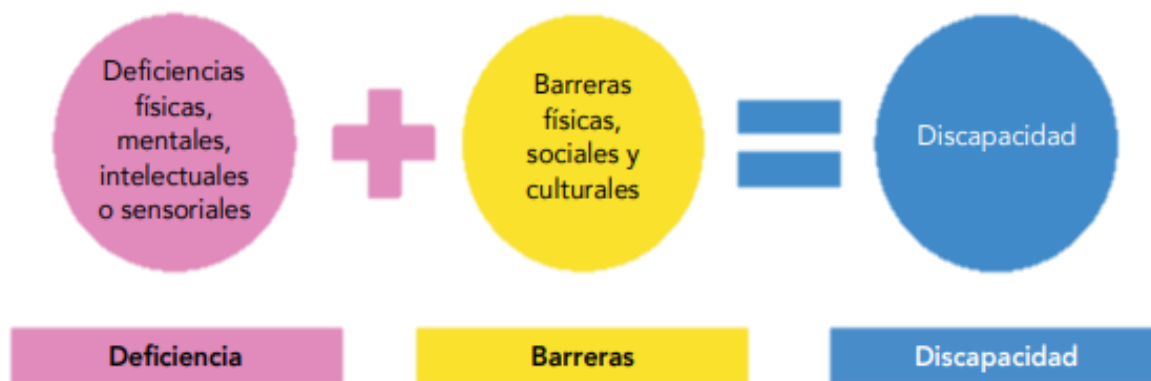 Deficiencias
físicas,
mentales,
intelectuales
o sensoriales
Barreras
físicas,
sociales y
culturales
Discapacidad
Deficiencia
Barreras
Discapacidad